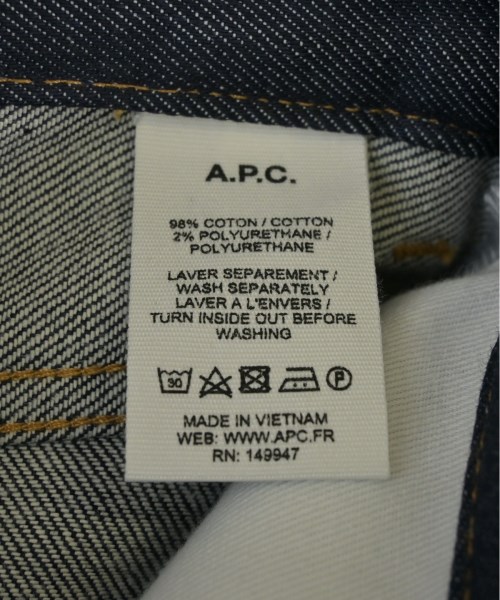 A.P.C.
98% COTON / COTTON
2% POLYURETHANE /
POLYURETHANE
LAVER SEPAREMENT /
WASH SEPARATELY
LAVER A L'ENVERS /
TURN INSIDE OUT BEFORE
WASHING
30 P
MADE IN VIETNAM
WEB: WWW.APC.FR
RN: 149947